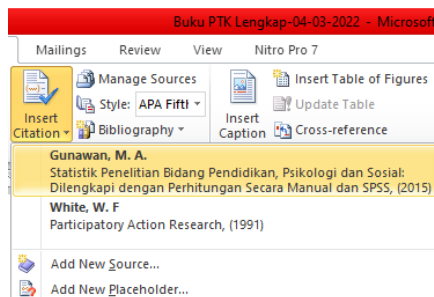 Buku PTK Lengkap-04-03-2022 - Microsoft
Mailings Review View Nitro Pro 7
Insert Citation
Manage Sources
Style: APA Fifth
Bibliography
Insert Caption
Insert Table of Figures
Update Table
Cross-reference
Gunawan, M. A.
Statistik Penelitian Bidang Pendidikan, Psikologi dan Sosial:
Dilengkapi dengan Perhitungan Secara Manual dan SPSS, (2015)
White, W. F
Participatory Action Research, (1991)
Add New Source...
Add New Placeholder...